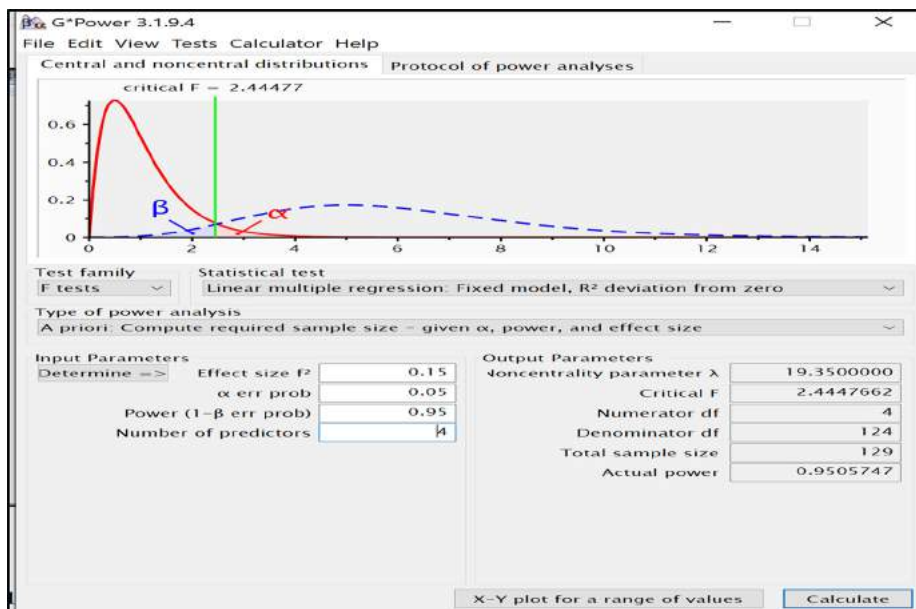 G*Power 3.1.9.4
File Edit View Tests Calculator Help
Central and noncentral distributions Protocol of power analyses
critical F = 2.44477
0.6
0.4
0.2
0
β α
0 2 4 6 8 10 12 14
Test family Statistical test
F tests Linear multiple regression: Fixed model, R² deviation from zero
Type of power analysis
A priori: Compute required sample size - given α, power, and effect size
Input Parameters Output Parameters
Determine => Effect size f² 0.15 Noncentrality parameter λ 19.3500000
α err prob 0.05 Critical F 2.4447662
Power (1-β err prob) 0.95 Numerator df 4
Number of predictors 4 Denominator df 124
Total sample size 129
Actual power 0.9505747
X-Y plot for a range of values Calculate